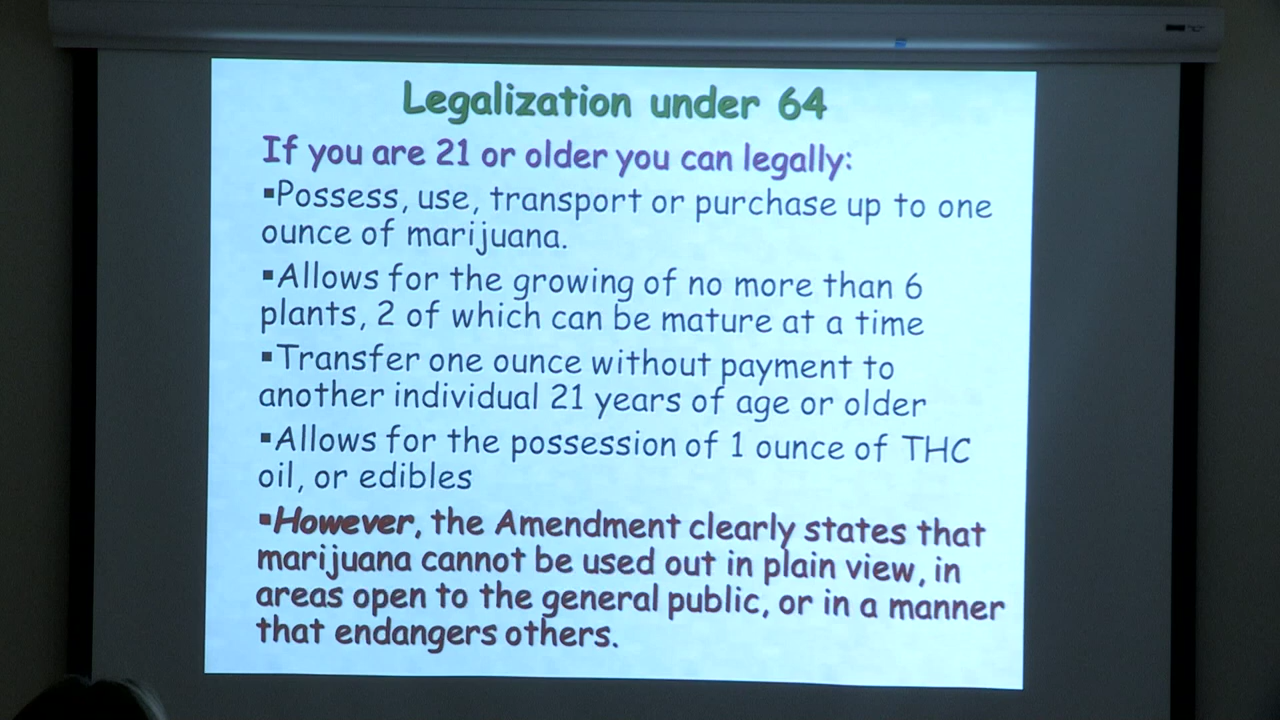 Legalization under 64
If you are 21 or older you can legally:
▪Possess, use, transport or purchase up to one
ounce of marijuana.
▪Allows for the growing of no more than 6
plants, 2 of which can be mature at a time
▪Transfer one ounce without payment to
another individual 21 years of age or older
▪Allows for the possession of 1 ounce of THC
oil, or edibles
▪However, the Amendment clearly states that
marijuana cannot be used out in plain view, in
areas open to the general public, or in a manner
that endangers others.